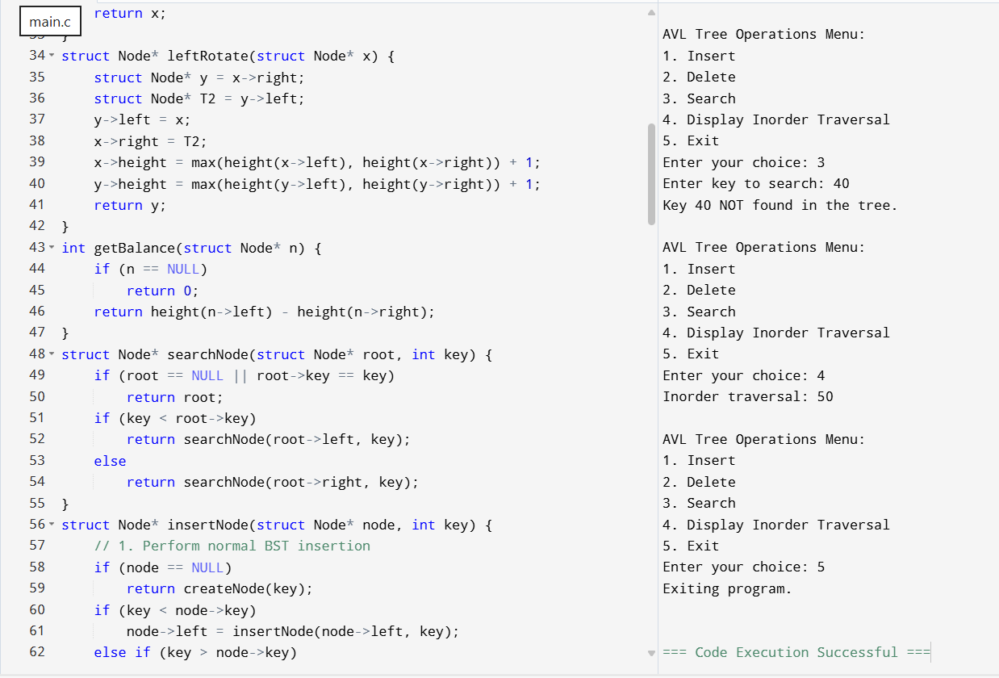 main.c
return x;
33 }
34 struct Node* leftRotate(struct Node* x) {
35 struct Node* y = x->right;
36 struct Node* T2 = y->left;
37 y->left = x;
38 x->right = T2;
39 x->height = max(height(x->left), height(x->right)) + 1;
40 y->height = max(height(y->left), height(y->right)) + 1;
41 return y;
42 }
43 int getBalance(struct Node* n) {
44 if (n == NULL)
45 return 0;
46 return height(n->left) - height(n->right);
47 }
48 struct Node* searchNode(struct Node* root, int key) {
49 if (root == NULL || root->key == key)
50 return root;
51 if (key < root->key)
52 return searchNode(root->left, key);
53 else
54 return searchNode(root->right, key);
55 }
56 struct Node* insertNode(struct Node* node, int key) {
57 // 1. Perform normal BST insertion
58 if (node == NULL)
59 return createNode(key);
60 if (key < node->key)
61 node->left = insertNode(node->left, key);
62 else if (key > node->key)
AVL Tree Operations Menu:
1. Insert
2. Delete
3. Search
4. Display Inorder Traversal
5. Exit
Enter your choice: 3
Enter key to search: 40
Key 40 NOT found in the tree.
AVL Tree Operations Menu:
1. Insert
2. Delete
3. Search
4. Display Inorder Traversal
5. Exit
Enter your choice: 4
Inorder traversal: 50
AVL Tree Operations Menu:
1. Insert
2. Delete
3. Search
4. Display Inorder Traversal
5. Exit
Enter your choice: 5
Exiting program.
=== Code Execution Successful ===